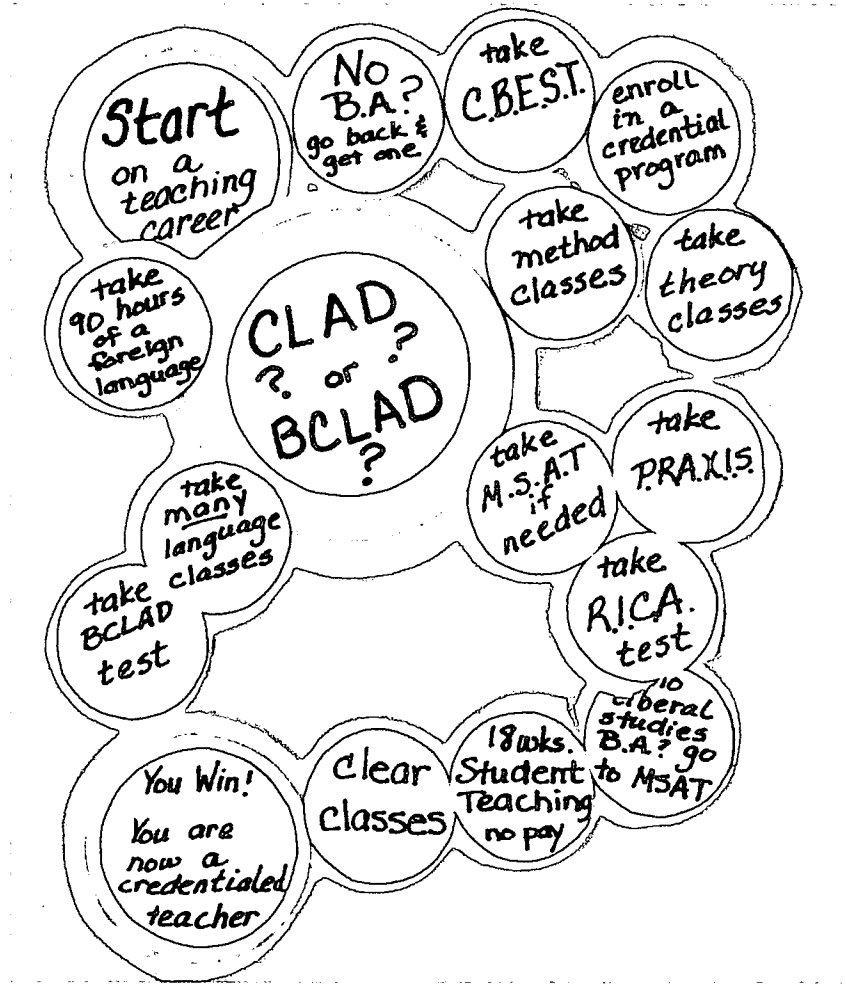 Start
on a
teaching
career
No
B.A?
go back &
get one
take
C.B.E.S.T.
enroll
in a
credential
program
take
theory
classes
take
method
classes
CLAD
? or ?
BCLAD
?
take
90 hours
of a
foreign
language
take
many
language
classes
take
BCLAD
test
take
M.S.A.T
if
needed
take
P.R.A.X.I.S.
take
R.I.C.A.
test
liberal
studies
B.A? go
to MSAT
18wks.
Student
Teaching
no pay
clear
classes
You Win!
You are
now a
credentialed
teacher